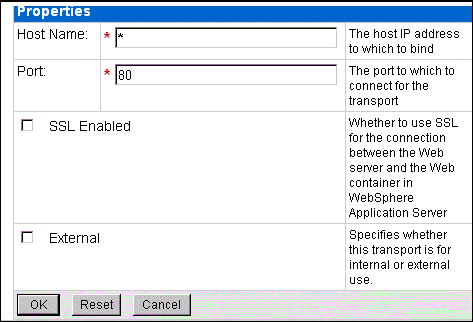 Properties
Host Name: * * The host IP address
to which to bind
Port: * 80 The port to which to
connect for the
transport
SSL Enabled Whether to use SSL
for the connection
between the Web
server and the Web
container in
WebSphere
Application Server
External Specifies whether
this transport is for
internal or external
use.
OK Reset Cancel